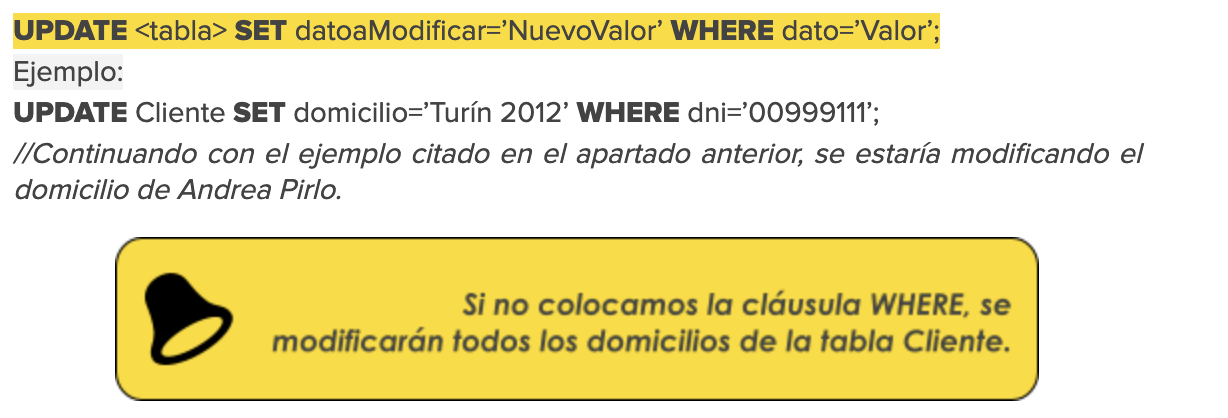 UPDATE <tabla> SET datoaModificar=’NuevoValor’ WHERE dato=’Valor’;
Ejemplo:
UPDATE Cliente SET domicilio=’Turín 2012’ WHERE dni=’00999111’;
//Continuando con el ejemplo citado en el apartado anterior, se estaría modificando el
domicilio de Andrea Pirlo.
Si no colocamos la cláusula WHERE, se
modificarán todos los domicilios de la tabla Cliente.